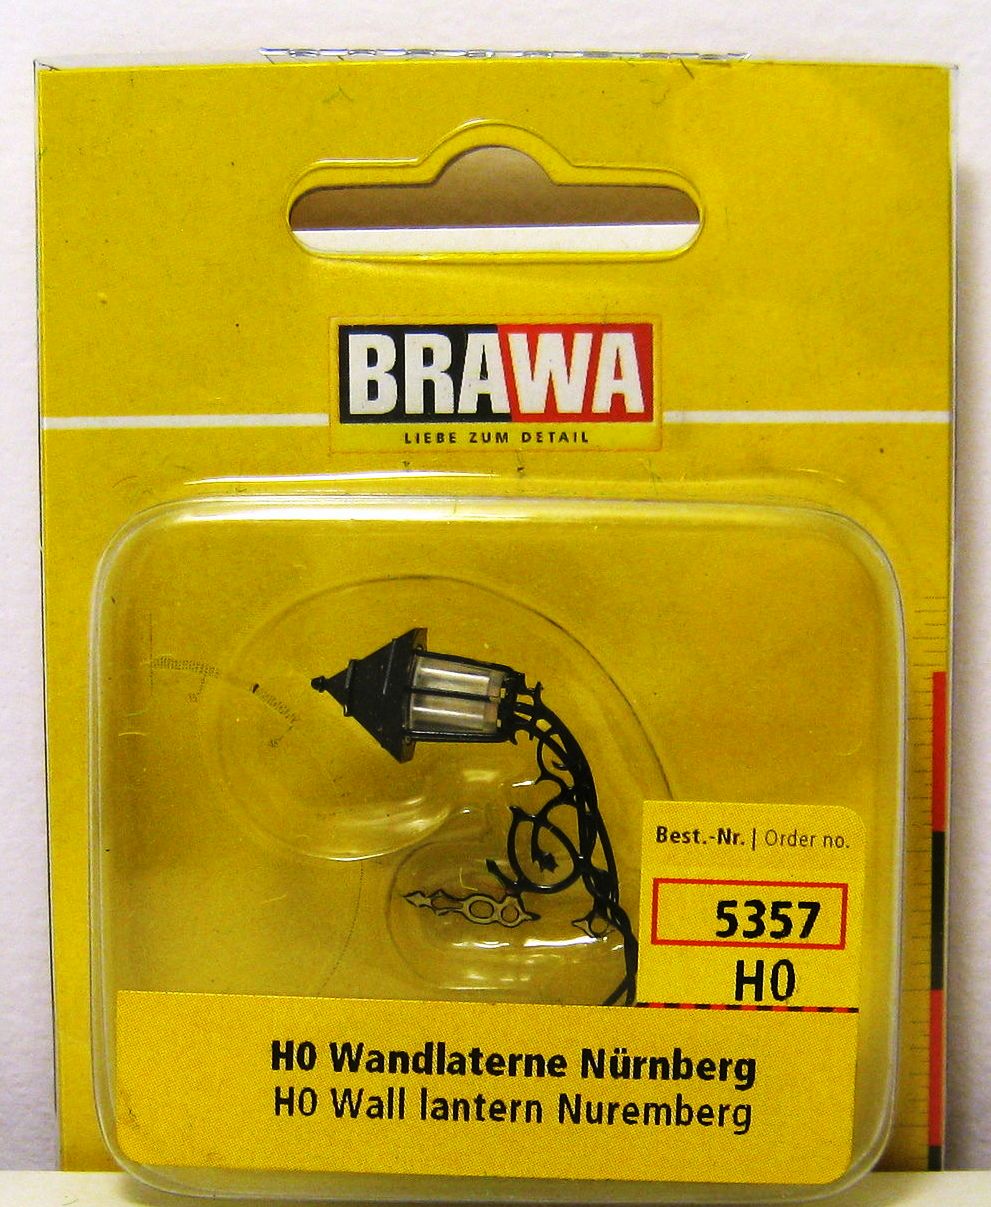 BRAWA
LIEBE ZUM DETAIL
Best.-Nr. | Order no.
5357
H0
H0 Wandlaterne Nürnberg
H0 Wall lantern Nuremberg